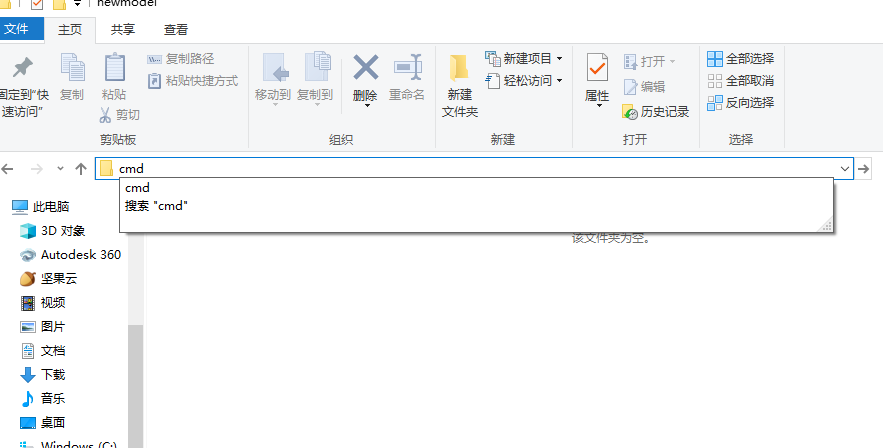 newmodel
文件 主页 共享 查看
固定到"快速访问"
复制
粘贴
复制路径
粘贴快捷方式
剪切
剪贴板
移动到
复制到
删除
重命名
组织
新建
文件夹
新建项目
轻松访问
新建
属性
打开
编辑
历史记录
打开
全部选择
全部取消
反向选择
选择
cmd
cmd
搜索 "cmd"
该文件夹为空。
此电脑
3D 对象
Autodesk 360
坚果云
视频
图片
文档
下载
音乐
桌面
Windows (C:)